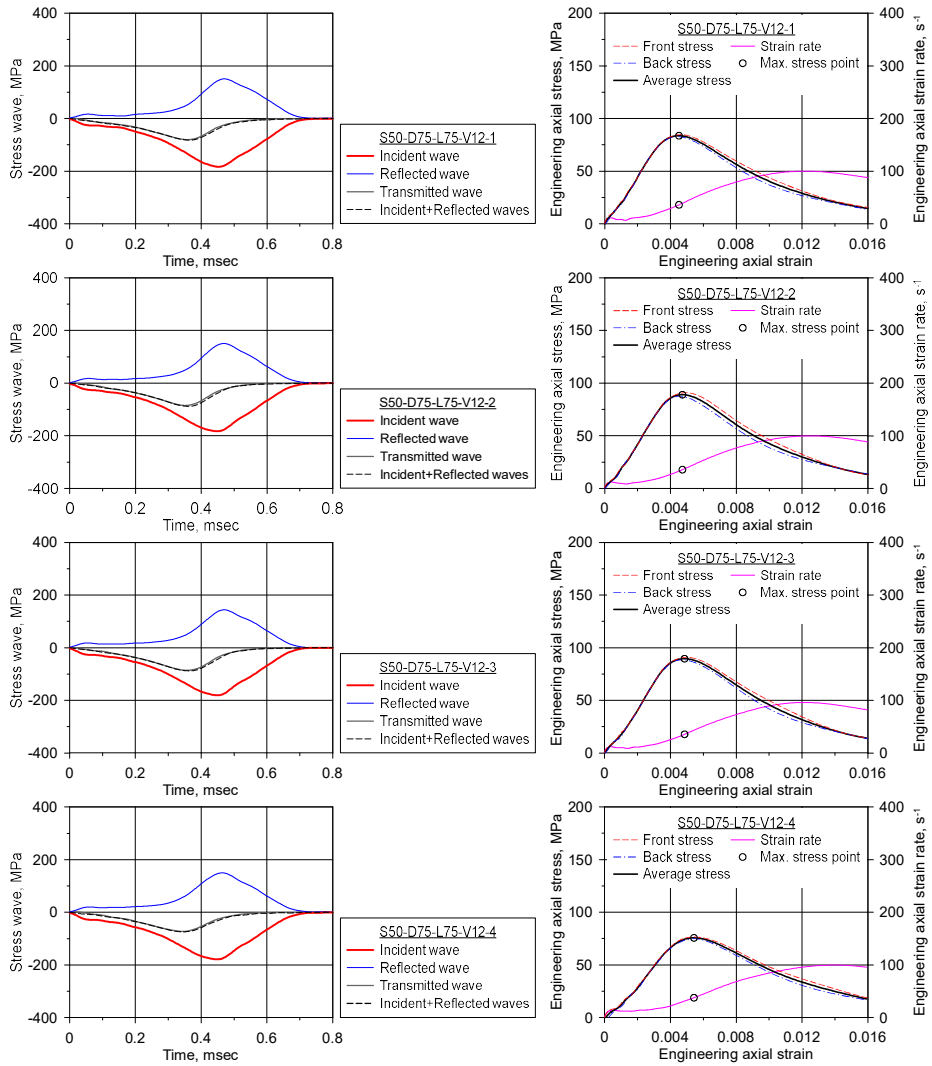 400
200
0
-200
-400
Stress wave, MPa
0 0.2 0.4 0.6 0.8
Time, msec
S50-D75-L75-V12-1
Incident wave
Reflected wave
Transmitted wave
Incident+Reflected waves
200
150
100
50
0
Engineering axial stress, MPa
S50-D75-L75-V12-1
Front stress Strain rate
Back stress Max. stress point
Average stress
400
300
200
100
0
Engineering axial strain rate, s-1
0 0.004 0.008 0.012 0.016
Engineering axial strain
400
200
0
-200
-400
Stress wave, MPa
0 0.2 0.4 0.6 0.8
Time, msec
S50-D75-L75-V12-2
Incident wave
Reflected wave
Transmitted wave
Incident+Reflected waves
200
150
100
50
0
Engineering axial stress, MPa
S50-D75-L75-V12-2
Front stress Strain rate
Back stress Max. stress point
Average stress
400
300
200
100
0
Engineering axial strain rate, s-1
0 0.004 0.008 0.012 0.016
Engineering axial strain
400
200
0
-200
-400
Stress wave, MPa
0 0.2 0.4 0.6 0.8
Time, msec
S50-D75-L75-V12-3
Incident wave
Reflected wave
Transmitted wave
Incident+Reflected waves
200
150
100
50
0
Engineering axial stress, MPa
S50-D75-L75-V12-3
Front stress Strain rate
Back stress Max. stress point
Average stress
400
300
200
100
0
Engineering axial strain rate, s-1
0 0.004 0.008 0.012 0.016
Engineering axial strain
400
200
0
-200
-400
Stress wave, MPa
0 0.2 0.4 0.6 0.8
Time, msec
S50-D75-L75-V12-4
Incident wave
Reflected wave
Transmitted wave
Incident+Reflected waves
200
150
100
50
0
Engineering axial stress, MPa
S50-D75-L75-V12-4
Front stress Strain rate
Back stress Max. stress point
Average stress
400
300
200
100
0
Engineering axial strain rate, s-1
0 0.004 0.008 0.012 0.016
Engineering axial strain